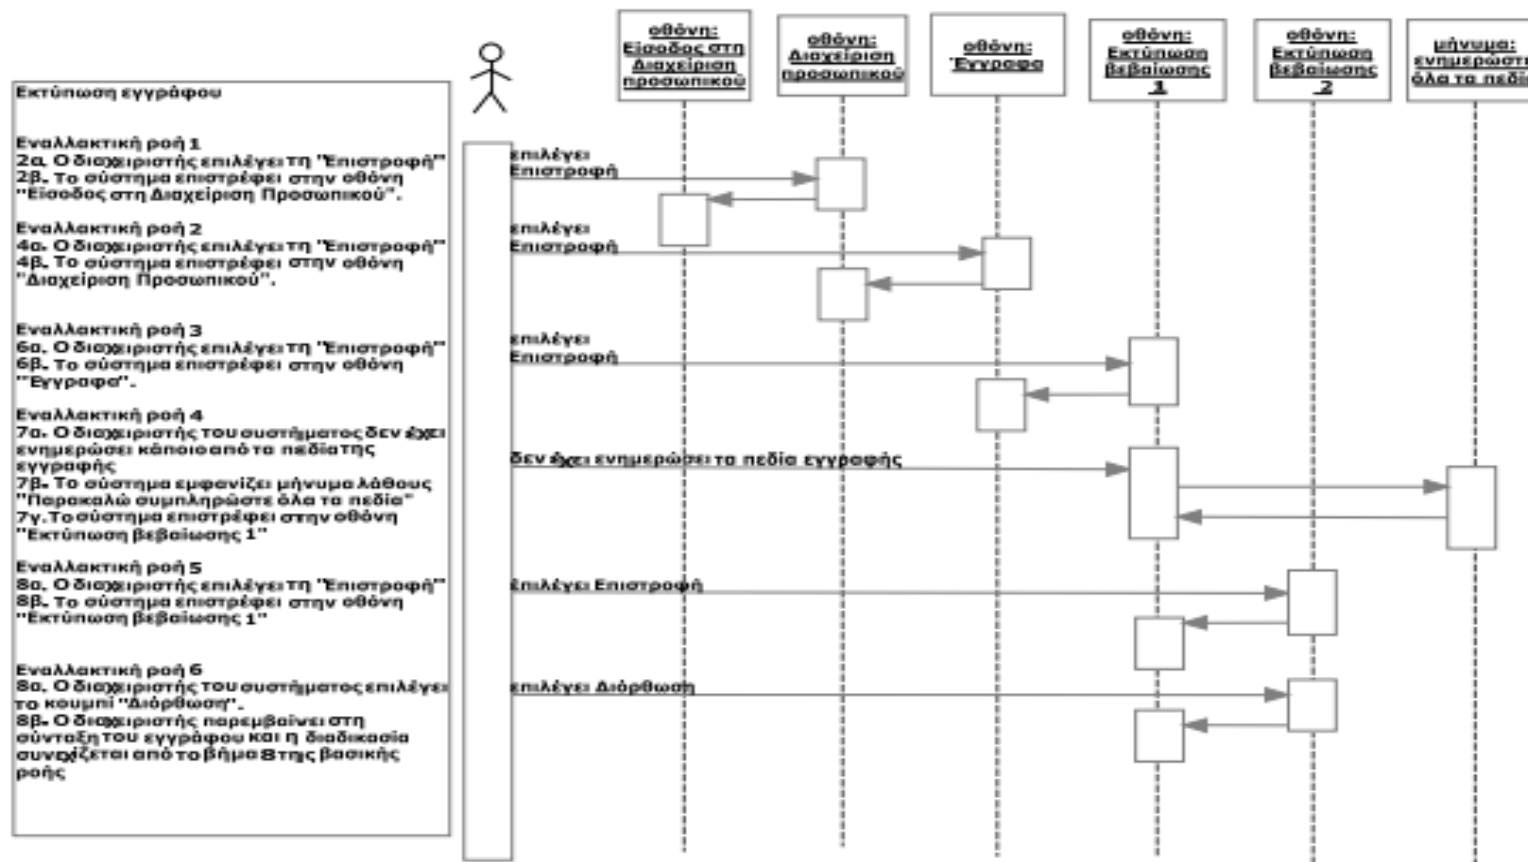 Εκτύπωση εγγράφου
Εναλλακτική ροή 1
2α. Ο διαχειριστής επιλέγει τη "Επιστροφή"
2β. Το σύστημα επιστρέφει στην οθόνη
"Είσοδος στη Διαχείριση Προσωπικού".
Εναλλακτική ροή 2
4α. Ο διαχειριστής επιλέγει τη "Επιστροφή"
4β. Το σύστημα επιστρέφει στην οθόνη
"Διαχείριση Προσωπικού".
Εναλλακτική ροή 3
6α. Ο διαχειριστής επιλέγει τη "Επιστροφή"
6β. Το σύστημα επιστρέφει στην οθόνη
"Έγγραφα".
Εναλλακτική ροή 4
7α. Ο διαχειριστής του συστήματος δεν έχει
ενημερώσει κάποιο από τα πεδία της
εγγραφής
7β. Το σύστημα εμφανίζει μήνυμα λάθους
"Παρακαλώ συμπληρώστε όλα τα πεδία"
7γ. Το σύστημα επιστρέφει στην οθόνη
"Εκτύπωση βεβαίωσης 1"
Εναλλακτική ροή 5
8α. Ο διαχειριστής επιλέγει τη "Επιστροφή"
8β. Το σύστημα επιστρέφει στην οθόνη
"Εκτύπωση βεβαίωσης 1"
Εναλλακτική ροή 6
8α. Ο διαχειριστής του συστήματος επιλέγει
το κουμπί "Διόρθωση".
8β. Ο διαχειριστής παρεμβαίνει στη
σύνταξη του εγγράφου και η διαδικασία
συνεχίζεται από το βήμα 8 της βασικής
ροής
οθόνη:
Είσοδος στη
Διαχείριση
προσωπικού
οθόνη:
Διαχείριση
προσωπικού
οθόνη:
Έγγραφα
οθόνη:
Εκτύπωση
βεβαίωσης
1
οθόνη:
Εκτύπωση
βεβαίωσης
2
μήνυμα:
ενημερώστε
όλα τα πεδία
επιλέγει
Επιστροφή
επιλέγει
Επιστροφή
επιλέγει
Επιστροφή
δεν έχει ενημερώσει τα πεδία εγγραφής
επιλέγει Επιστροφή
επιλέγει Διόρθωση